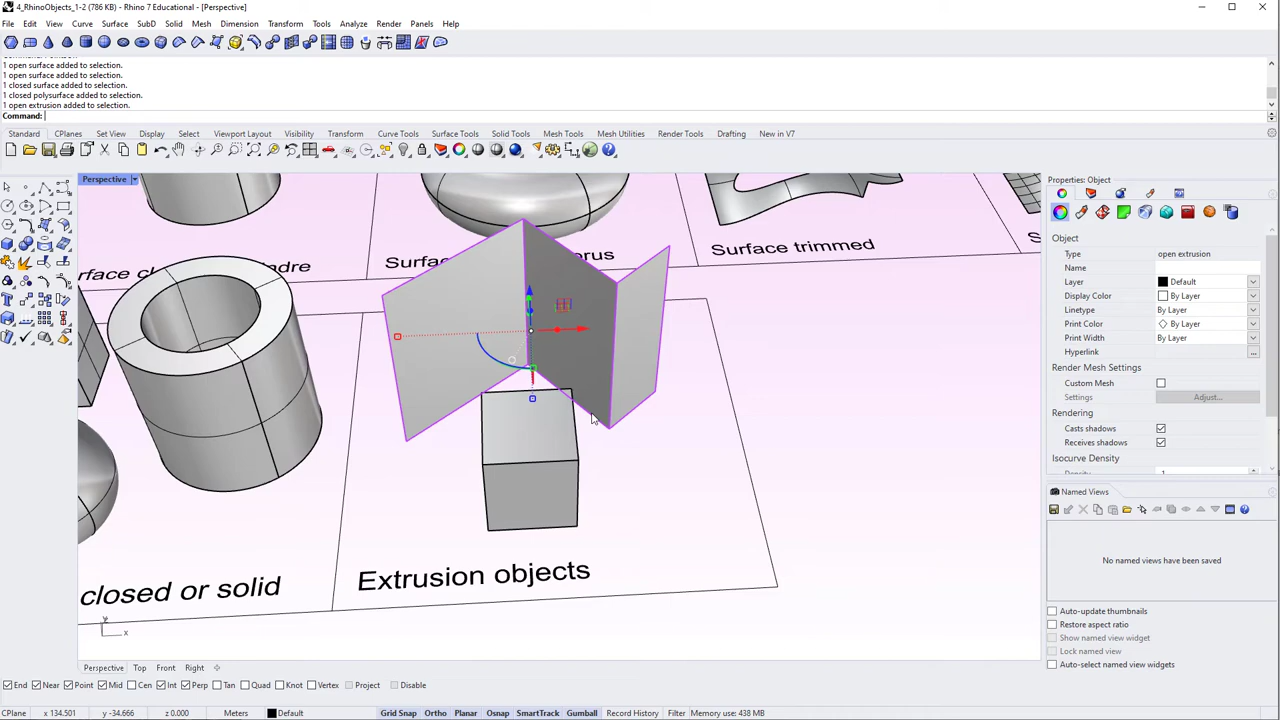 4_RhinoObjects_1-2 (786 KB) - Rhino 7 Educational - [Perspective]
File Edit View Curve Surface SubD Solid Mesh Dimension Transform Tools Analyze Render Panels Help
1 open surface added to selection.
1 open surface added to selection.
1 closed surface added to selection.
1 closed polysurface added to selection.
1 open extrusion added to selection.
Command:
Standard CPlanes Set View Display Select Viewport Layout Visibility Transform Curve Tools Surface Tools Solid Tools Mesh Tools Mesh Utilities Render Tools Drafting New in V7
Perspective
Surface trimmed
closed or solid
Extrusion objects
y
x
Properties: Object
Object
Type open extrusion
Name
Layer Default
Display Color By Layer
Linetype By Layer
Print Color By Layer
Print Width By Layer
Hyperlink ...
Render Mesh Settings
Custom Mesh
Settings Adjust...
Rendering
Casts shadows
Receives shadows
Isocurve Density
Named Views
No named views have been saved
Auto-update thumbnails
Restore aspect ratio
Show named view widget
Lock named view
Auto-select named view widgets
Perspective Top Front Right
End Near Point Mid Cen Int Perp Tan Quad Knot Vertex Project Disable
CPlane x 134.501 y -34.666 z 0.000 Meters Default Grid Snap Ortho Planar Osnap SmartTrack Gumball Record History Filter Memory use: 438 MB